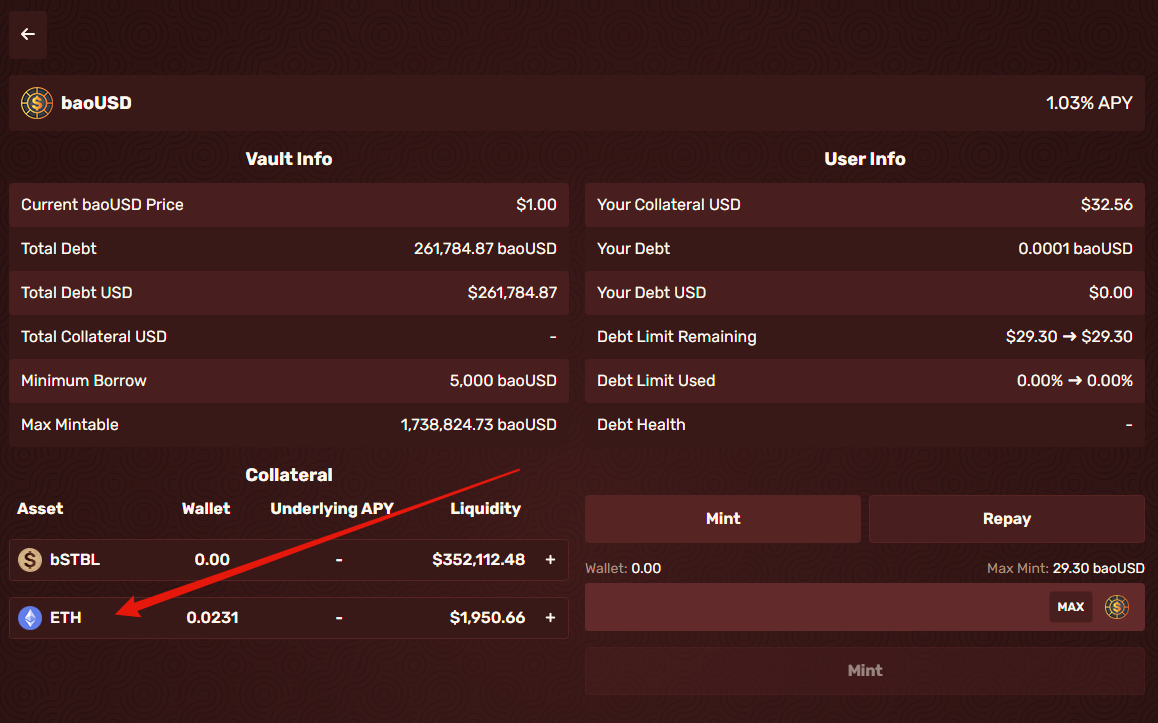 baoUSD 1.03% APY
Vault Info
Current baoUSD Price $1.00
Total Debt 261,784.87 baoUSD
Total Debt USD $261,784.87
Total Collateral USD -
Minimum Borrow 5,000 baoUSD
Max Mintable 1,738,824.73 baoUSD
User Info
Your Collateral USD $32.56
Your Debt 0.0001 baoUSD
Your Debt USD $0.00
Debt Limit Remaining $29.30 ➔ $29.30
Debt Limit Used 0.00% ➔ 0.00%
Debt Health -
Collateral
Asset Wallet Underlying APY Liquidity
bSTBL 0.00 - $352,112.48 +
ETH 0.0231 - $1,950.66 +
Mint Repay
Wallet: 0.00 Max Mint: 29.30 baoUSD
MAX
Mint